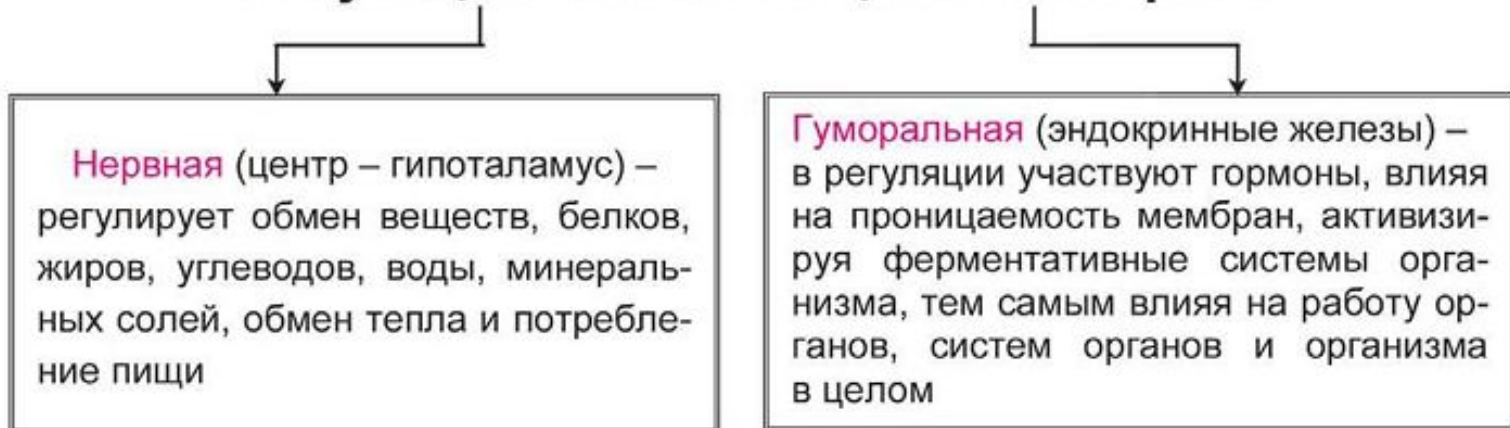 Нервная (центр – гипоталамус) –
регулирует обмен веществ, белков,
жиров, углеводов, воды, минераль-
ных солей, обмен тепла и потребле-
ние пищи
Гуморальная (эндокринные железы) –
в регуляции участвуют гормоны, влияя
на проницаемость мембран, активизи-
руя ферментативные системы орга-
низма, тем самым влияя на работу ор-
ганов, систем органов и организма
в целом